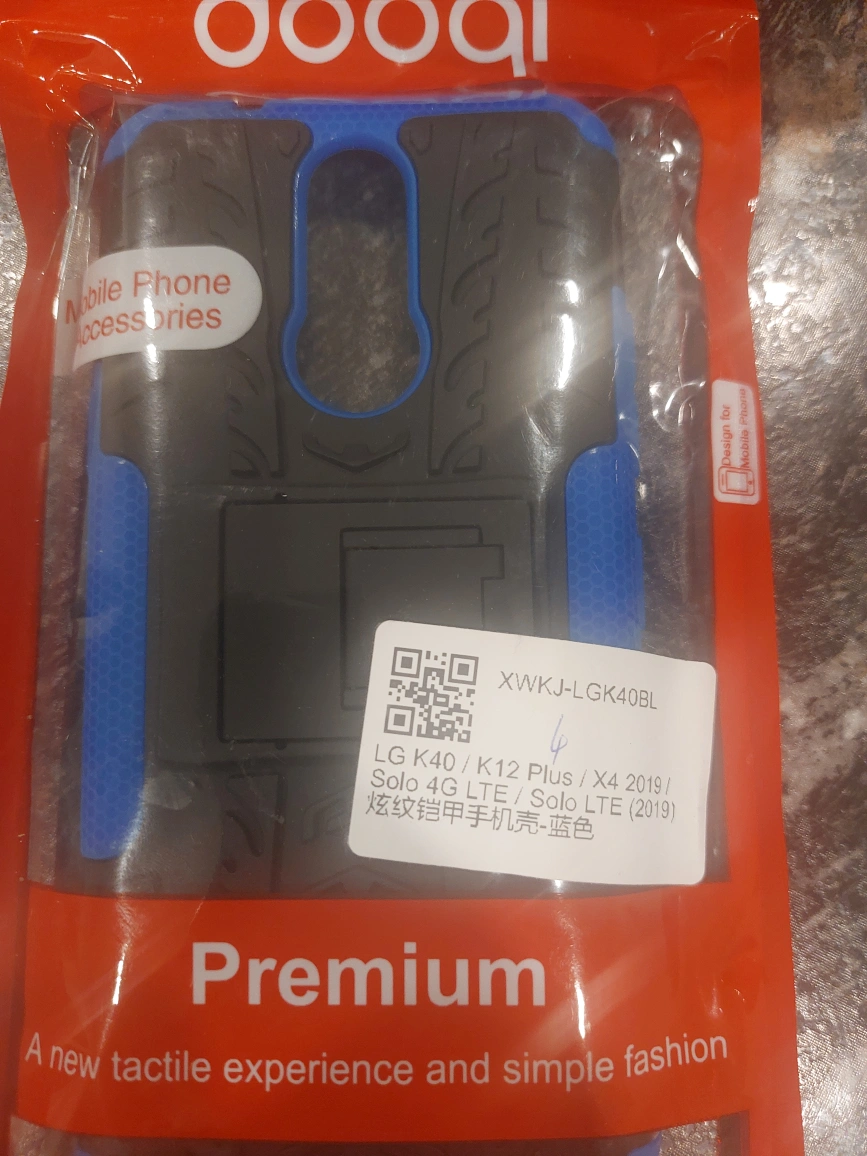 Mobile Phone
Accessories
Design for
Mobile Phone
XWKJ-LGK40BL
4
LG K40 / K12 Plus / X4 2019 /
Solo 4G LTE / Solo LTE (2019)
炫纹铠甲手机壳-蓝色
Premium
A new tactile experience and simple fashion